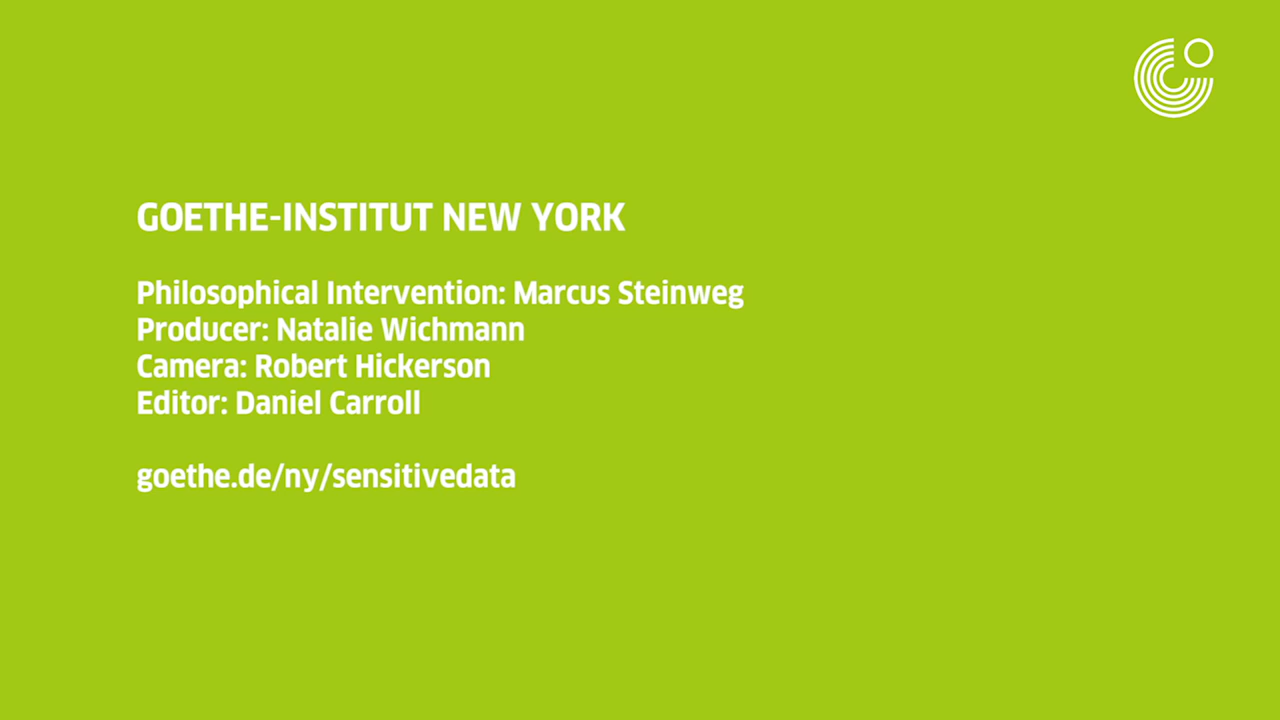 GOETHE-INSTITUT NEW YORK
Philosophical Intervention: Marcus Steinweg
Producer: Natalie Wichmann
Camera: Robert Hickerson
Editor: Daniel Carroll
goethe.de/ny/sensitivedata